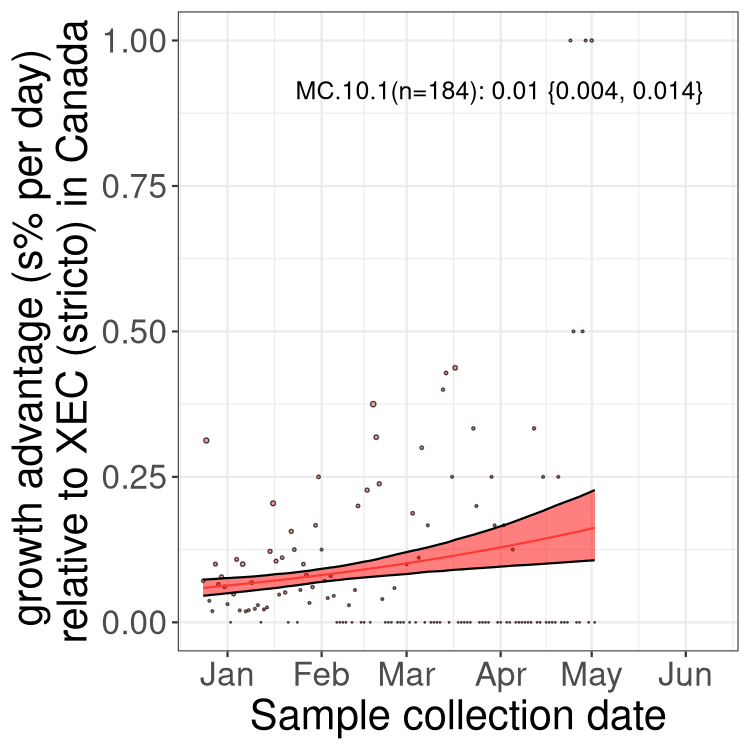 growth advantage (s% per day)
relative to XEC (stricto) in Canada
1.00
0.75
0.50
0.25
0.00
MC.10.1(n=184): 0.01 {0.004, 0.014}
Jan Feb Mar Apr May Jun
Sample collection date